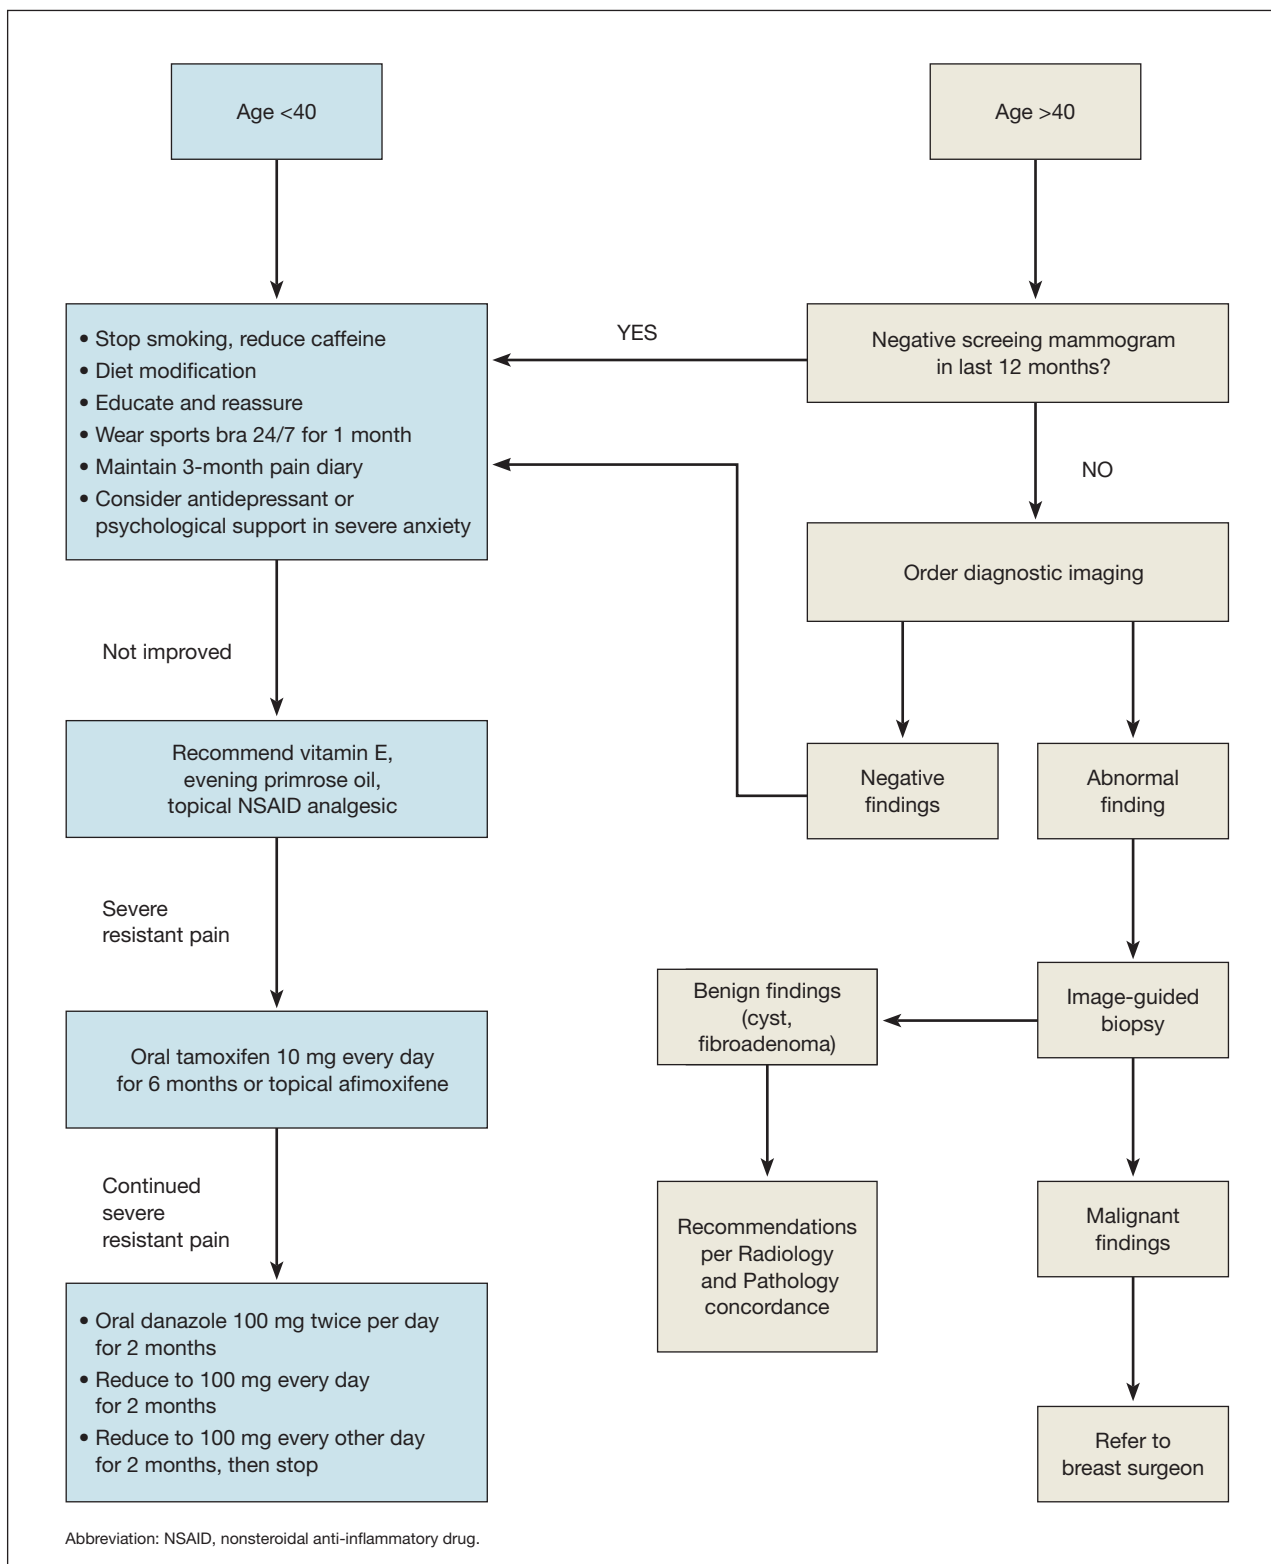 Age <40
Age >40
• Stop smoking, reduce caffeine
• Diet modification
• Educate and reassure
• Wear sports bra 24/7 for 1 month
• Maintain 3-month pain diary
• Consider antidepressant or
psychological support in severe anxiety
YES
Negative screeing mammogram
in last 12 months?
NO
Order diagnostic imaging
Not improved
Recommend vitamin E,
evening primrose oil,
topical NSAID analgesic
Negative
findings
Abnormal
finding
Severe
resistant pain
Oral tamoxifen 10 mg every day
for 6 months or topical afimoxifene
Benign findings
(cyst,
fibroadenoma)
Image-guided
biopsy
Continued
severe
resistant pain
Recommendations
per Radiology
and Pathology
concordance
Malignant
findings
• Oral danazole 100 mg twice per day
for 2 months
• Reduce to 100 mg every day
for 2 months
• Reduce to 100 mg every other day
for 2 months, then stop
Refer to
breast surgeon
Abbreviation: NSAID, nonsteroidal anti-inflammatory drug.